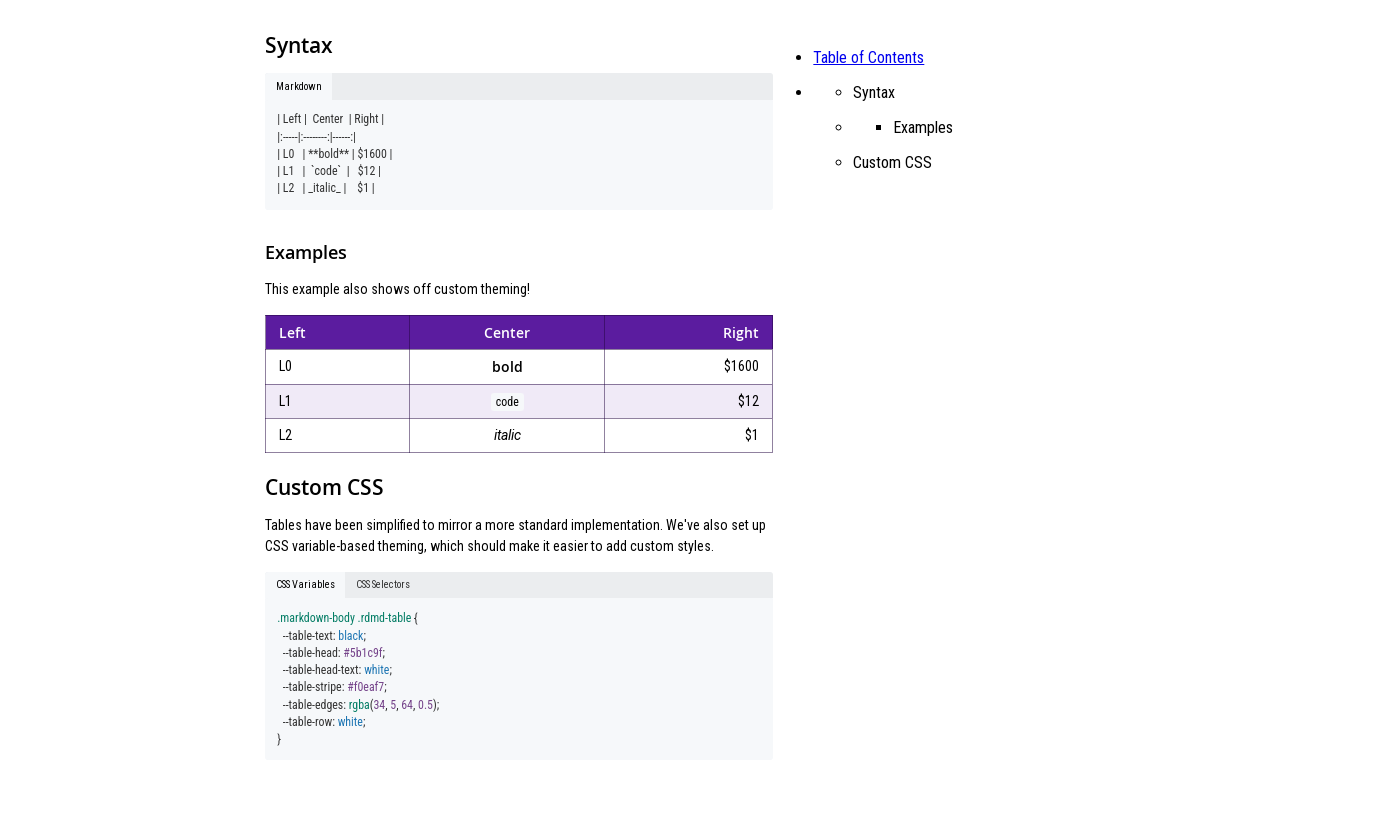 Syntax
Markdown
| Left |  Center  | Right |
|:-----|:--------:|------:|
| L0   | **bold** | $1600 |
| L1   |  `code`  |   $12 |
| L2   | _italic_ |    $1 |
Examples
This example also shows off custom theming!
Left Center Right
L0 bold $1600
L1 code $12
L2 italic $1
Custom CSS
Tables have been simplified to mirror a more standard implementation. We've also set up
CSS variable-based theming, which should make it easier to add custom styles.
CSS Variables CSS Selectors
.markdown-body .rdmd-table {
  --table-text: black;
  --table-head: #5b1c9f;
  --table-head-text: white;
  --table-stripe: #f0eaf7;
  --table-edges: rgba(34, 5, 64, 0.5);
  --table-row: white;
}
Table of Contents
Syntax
Examples
Custom CSS